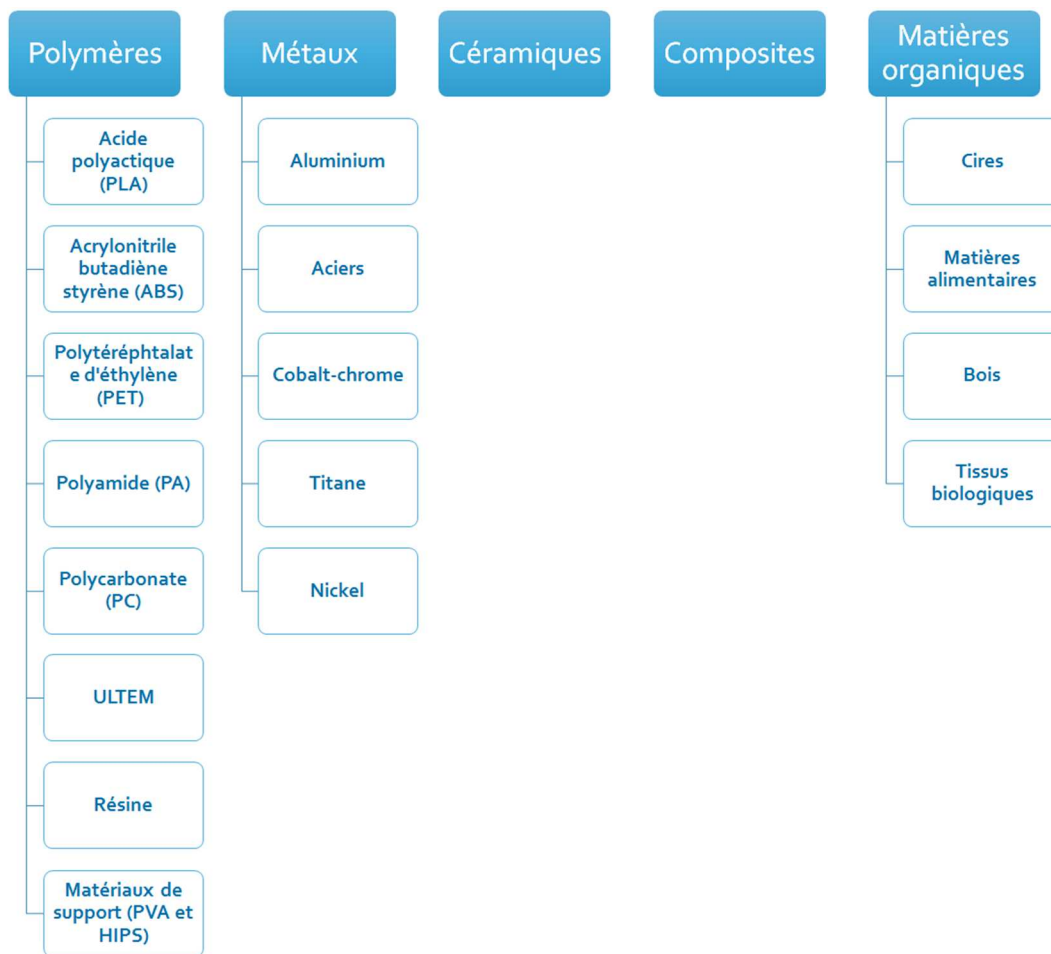 Polymères
Acide
polyactique
(PLA)
Acrylonitrile
butadiène
styrène (ABS)
Polytéréphtalat
e d'éthylène
(PET)
Polyamide (PA)
Polycarbonate
(PC)
ULTEM
Résine
Matériaux de
support (PVA et
HIPS)
Métaux
Aluminium
Aciers
Cobalt-chrome
Titane
Nickel
Céramiques
Composites
Matières
organiques
Cires
Matières
alimentaires
Bois
Tissus
biologiques